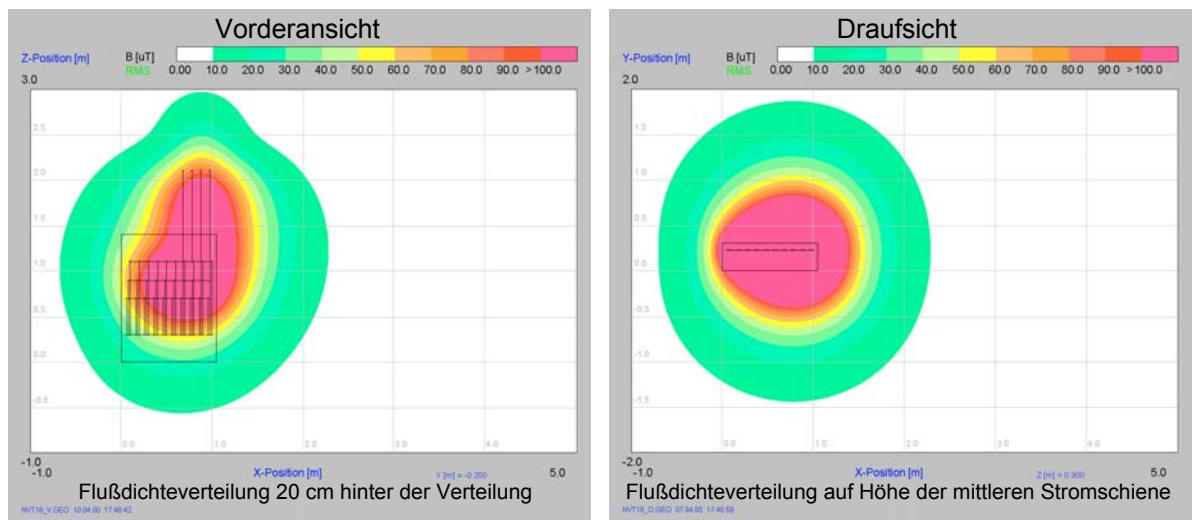 Vorderansicht
Z-Position [m]
B [uT]
RMS
0.00 10.0 20.0 30.0 40.0 50.0 60.0 70.0 80.0 90.0 >100.0
3.0
2.5
2.0
1.5
1.0
0.5
0.0
-0.5
0.0 1.0 2.0 3.0 4.0
-1.0
-1.0
X-Position [m]
Y [m] = -0.200
5.0
Flußdichteverteilung 20 cm hinter der Verteilung
Draufsicht
Y-Position [m]
B [uT]
RMS
0.00 10.0 20.0 30.0 40.0 50.0 60.0 70.0 80.0 90.0 >100.0
2.0
1.5
1.0
0.5
0.0
-0.5
-1.0
-1.5
0.0 1.0 2.0 3.0 4.0
-2.0
-1.0
X-Position [m]
Z [m] = 0.900
5.0
Flußdichteverteilung auf Höhe der mittleren Stromschiene